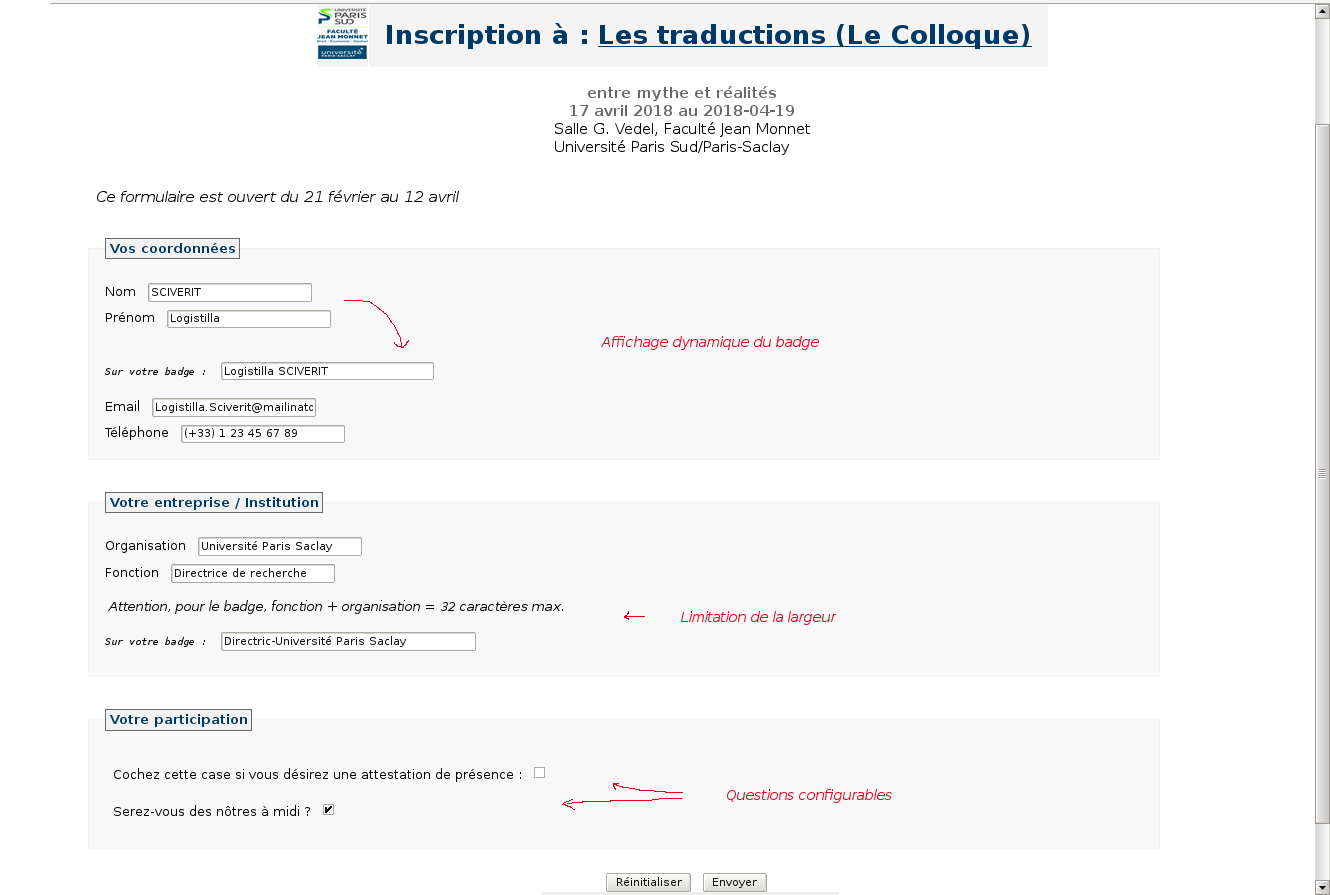 UNIVERSITÉ
PARIS
SUD
FACULTÉ
JEAN MONNET
université
PARIS-SACLAY
Inscription à : Les traductions (Le Colloque)
entre mythe et réalités
17 avril 2018 au 2018-04-19
Salle G. Vedel, Faculté Jean Monnet
Université Paris Sud/Paris-Saclay
Ce formulaire est ouvert du 21 février au 12 avril
Vos coordonnées
Nom SCIVERIT
Prénom Logistilla
Affichage dynamique du badge
Sur votre badge : Logistilla SCIVERIT
Email Logistilla.Sciverit@mailinatc
Téléphone (+33) 1 23 45 67 89
Votre entreprise / Institution
Organisation Université Paris Saclay
Fonction Directrice de recherche
Attention, pour le badge, fonction + organisation = 32 caractères max.
Limitation de la largeur
Sur votre badge : Directric-Université Paris Saclay
Votre participation
Cochez cette case si vous désirez une attestation de présence :
Questions configurables
Serez-vous des nôtres à midi ?
Réinitialiser Envoyer